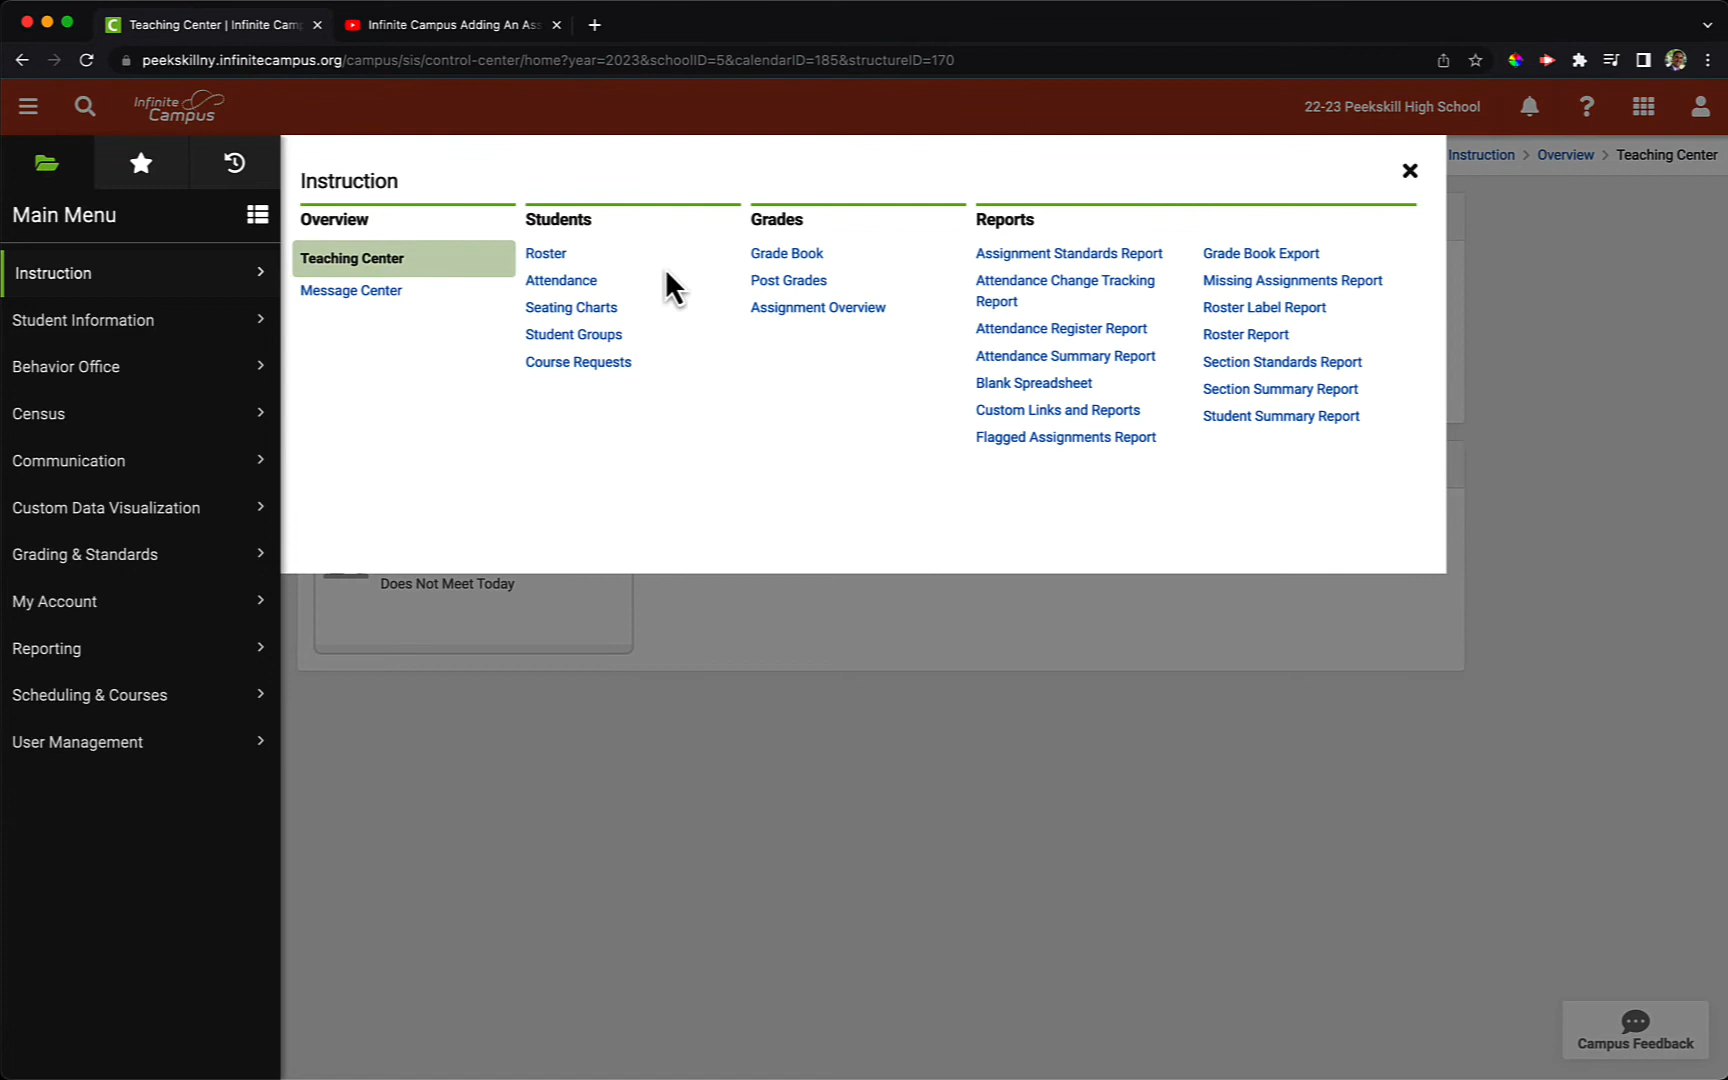 Teaching Center | Infinite Camp
Infinite Campus Adding An Ass
peekskillny.infinitecampus.org/campus/sis/control-center/home?year=2023&schoolID=5&calendarID=185&structureID=170
Infinite Campus
22-23 Peekskill High School
Instruction > Overview > Teaching Center
Main Menu
Instruction
Student Information
Behavior Office
Census
Communication
Custom Data Visualization
Grading & Standards
My Account
Reporting
Scheduling & Courses
User Management
Instruction
Overview
Teaching Center
Message Center
Students
Roster
Attendance
Seating Charts
Student Groups
Course Requests
Grades
Grade Book
Post Grades
Assignment Overview
Reports
Assignment Standards Report
Attendance Change Tracking
Report
Attendance Register Report
Attendance Summary Report
Blank Spreadsheet
Custom Links and Reports
Flagged Assignments Report
Grade Book Export
Missing Assignments Report
Roster Label Report
Roster Report
Section Standards Report
Section Summary Report
Student Summary Report
Does Not Meet Today
Campus Feedback